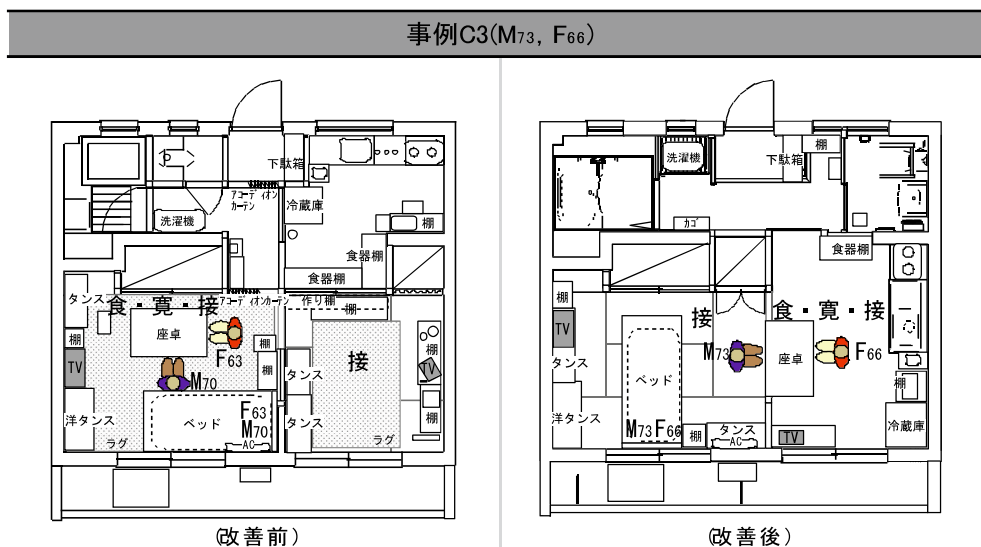 事例C3(M73, F66)
下駄箱
アコーディオン
カーテン
冷蔵庫
洗濯機
棚
食器棚
食器棚
タンス
食・寛・接
アコーディオンカーテン
作り棚
棚
座卓
棚
TV
F63
棚
棚
M70
接
タンス
棚
TV
洋タンス
ベッド
F63
M70
AC
タンス
棚
ラグ
ラグ
(改善前)
洗濯機
下駄箱
棚
カゴ
食器棚
棚
TV
接
食・寛・接
M73
座卓
F66
タンス
ベッド
棚
洋タンス
M73 F66
棚
タンス
AC
TV
冷蔵庫
(改善後)